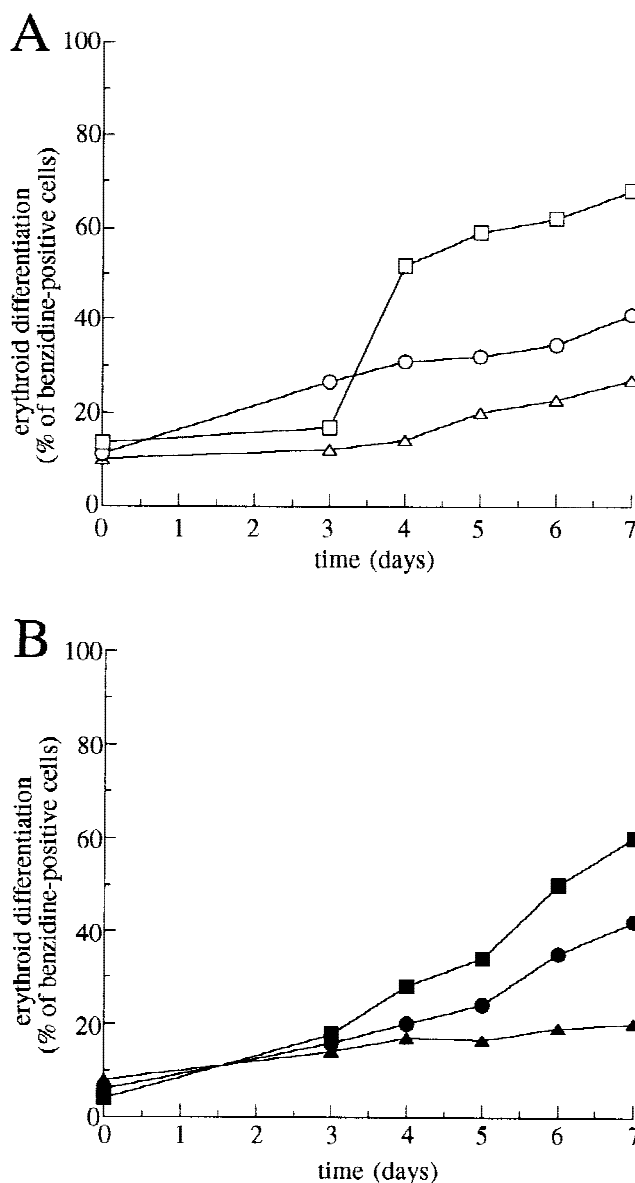 A
100
80
60
40
20
0
erythroid differentiation
(% of benzidine-positive cells)
0 1 2 3 4 5 6 7
time (days)
B
100
80
60
40
20
0
erythroid differentiation
(% of benzidine-positive cells)
0 1 2 3 4 5 6 7
time (days)